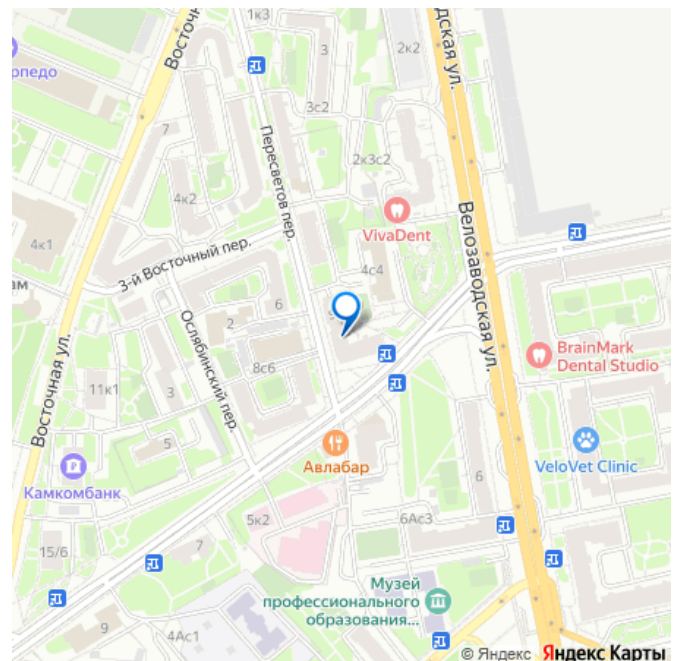 1к3
Восточн
3
2к2
дская ул.
рпедо
3с2
7
Пересветов пер.
2к3с2
4к2
VivaDent
Велозаводская ул.
4к1
3-й Восточный пер.
4с4
ам
6
2
8с6
Ослябинский пер.
BrainMark
Dental Studio
Восточная ул.
11к1
3
5
Авлабар
6
VeloVet Clinic
Камкомбанк
5к2
6Ас3
15/6
7
Музей
профессионального
образования...
9
4Ас1
дская ул.
© Яндекс Яндекс Карты